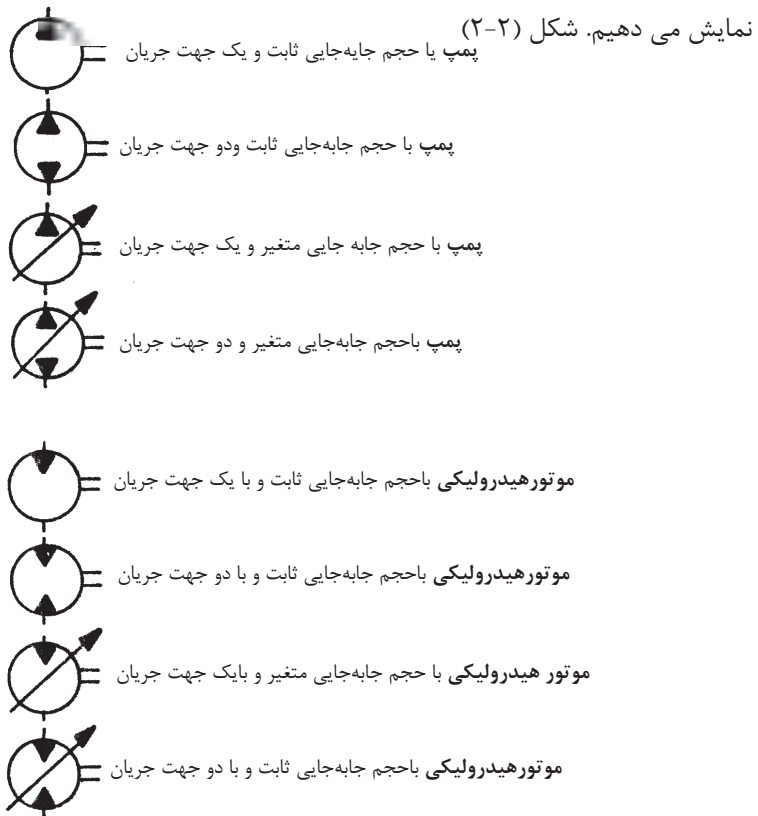 نمایش می دهیم. شکل (۲-۲)
پمپ یا حجم جایه‌جایی ثابت و یک جهت جریان
پمپ با حجم جابه‌جایی ثابت ودو جهت جریان
پمپ با حجم جابه جایی متغیر و یک جهت جریان
پمپ باحجم جابه‌جایی متغیر و دو جهت جریان
موتورهیدرولیکی باحجم جابه‌جایی ثابت و با یک جهت جریان
موتورهیدرولیکی باحجم جابه‌جایی ثابت و با دو جهت جریان
موتور هیدرولیکی با حجم جابه‌جایی متغیر و بایک جهت جریان
موتورهیدرولیکی باحجم جابه‌جایی ثابت و با دو جهت جریان